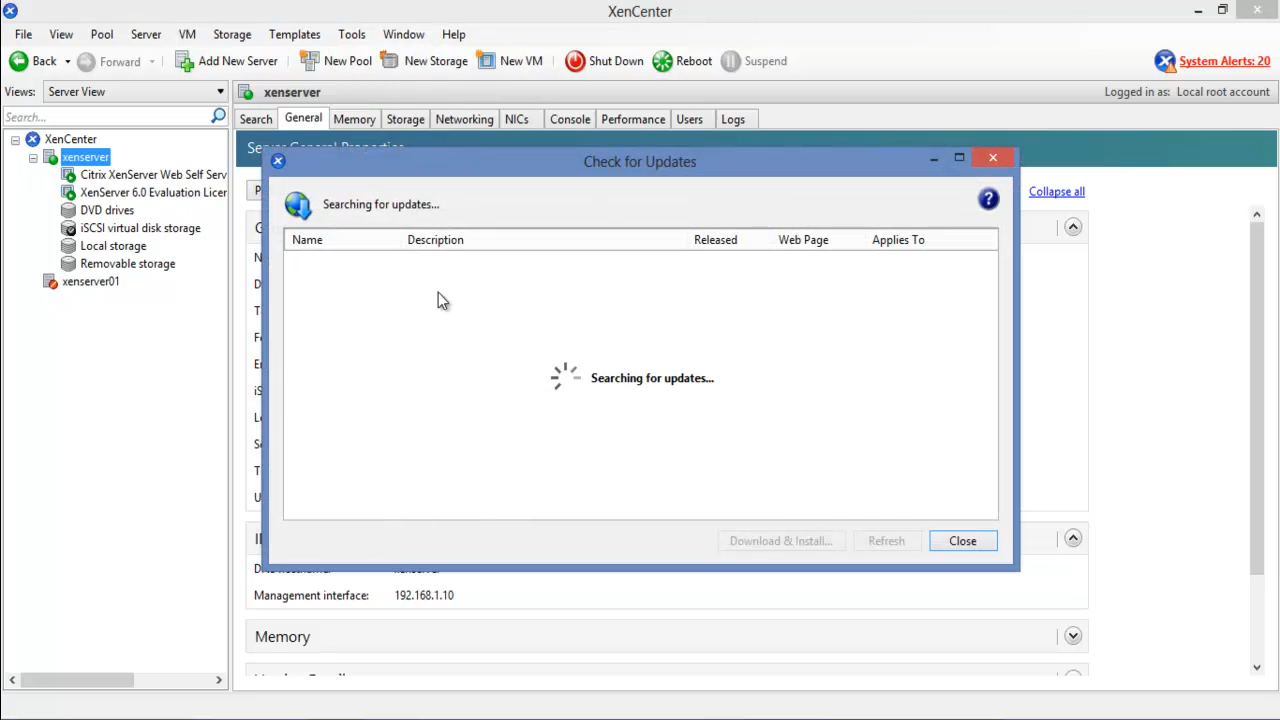 XenCenter
File View Pool Server VM Storage Templates Tools Window Help
Back Forward Add New Server New Pool New Storage New VM Shut Down Reboot Suspend System Alerts: 20
Views: Server View xenserver Logged in as: Local root account
Search... Search General Memory Storage Networking NICs Console Performance Users Logs
XenCenter
xenserver
Citrix XenServer Web Self Serv
XenServer 6.0 Evaluation Licer
DVD drives
iSCSI virtual disk storage
Local storage
Removable storage
xenserver01
Check for Updates
Searching for updates...
Collapse all
Name Description Released Web Page Applies To
Searching for updates...
Download & Install... Refresh Close
Management interface: 192.168.1.10
Memory